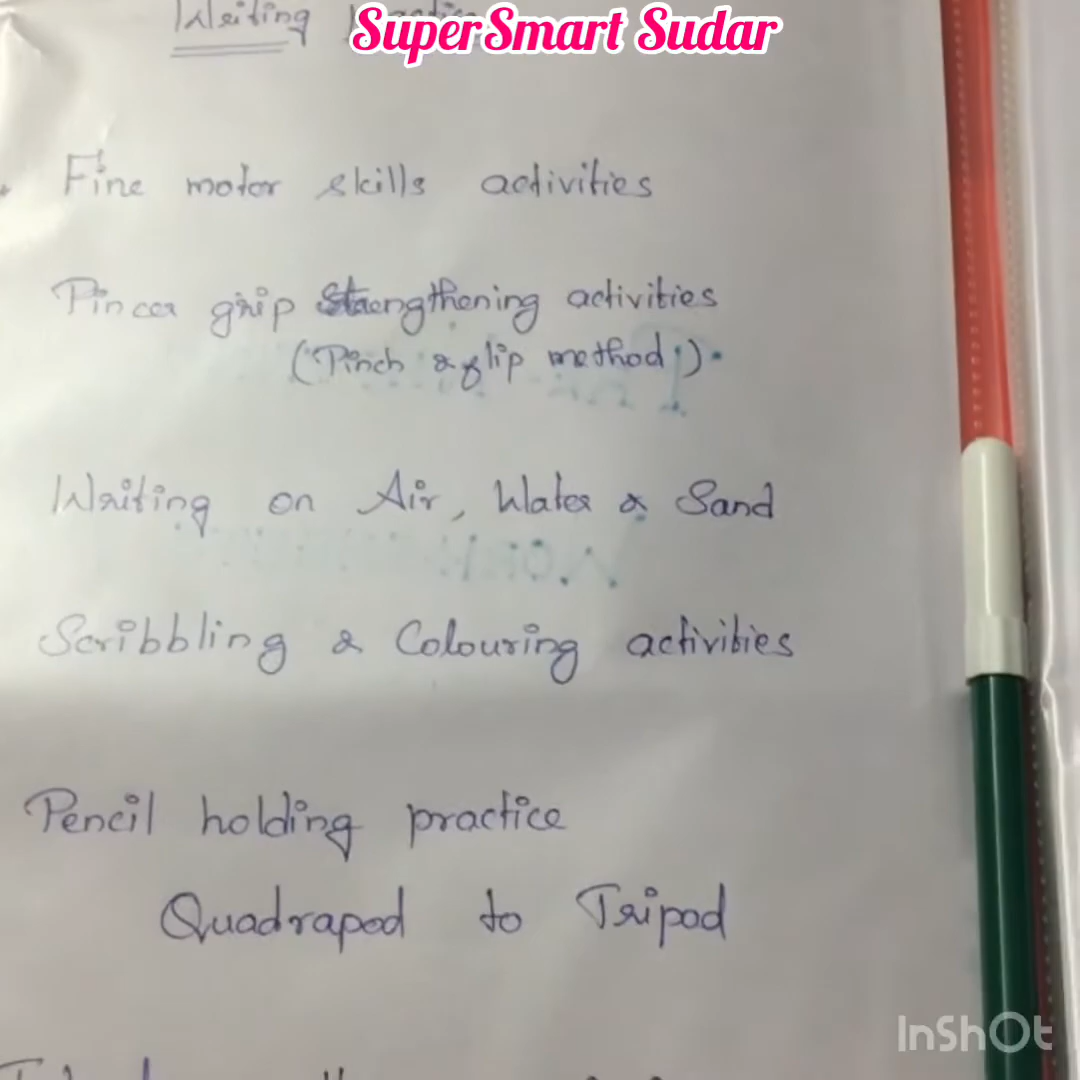 Writing
SuperSmart Sudar
Fine motor skills activities
Pincer grip Strengthening activities
(Pinch & flip method)
Writing on Air, Water & Sand
Scribbling & Colouring activities
Pencil holding practice
Quadrapod to Tripod
InShOt